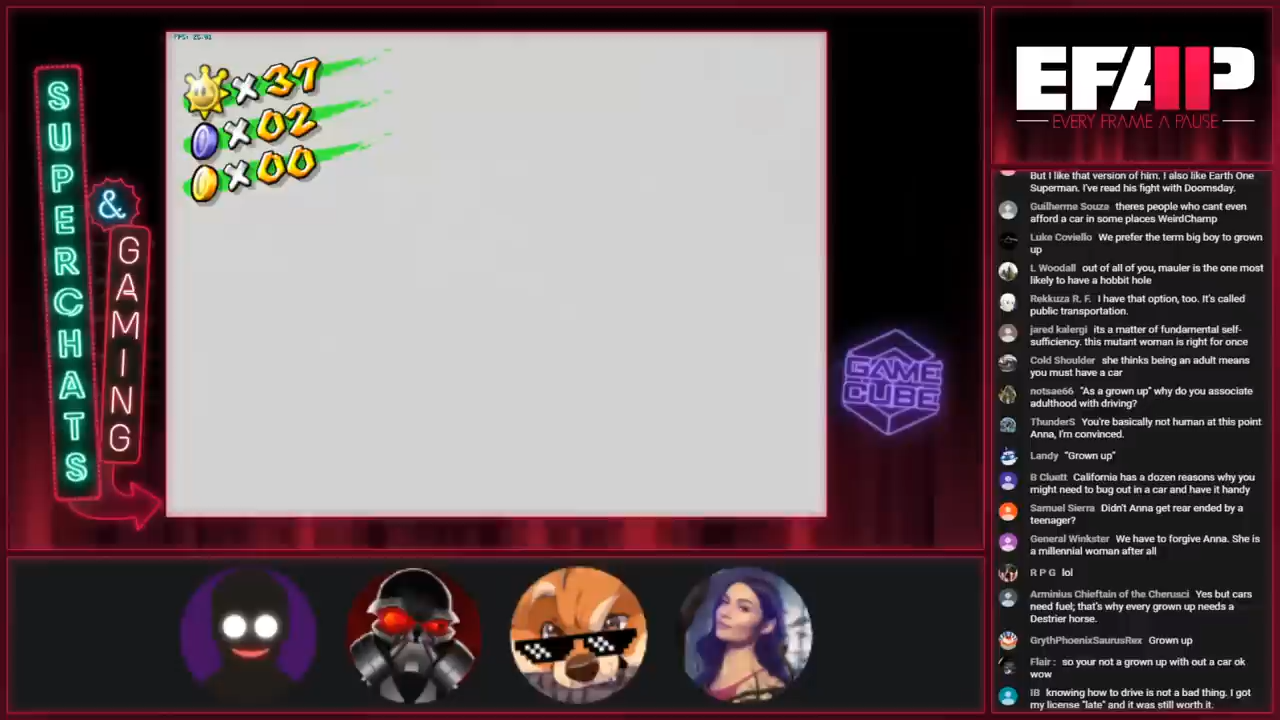 FPS: 25.01
x 37
x 02
x 00
SUPERCHATS
&
GAMING
GAME
CUBE
EFAP
EVERY FRAME A PAUSE
But I like that version of him. I also like Earth One
Superman. I've read his fight with Doomsday.
Guilherme Souza theres people who cant even
afford a car in some places WeirdChamp
Luke Coviello We prefer the term big boy to grown
up
L Woodall out of all of you, mauler is the one most
likely to have a hobbit hole
Rekkuza R. F. I have that option, too. It's called
public transportation.
jared kalergi its a matter of fundamental self-
sufficiency. this mutant woman is right for once
Cold Shoulder she thinks being an adult means
you must have a car
notsae66 "As a grown up" why do you associate
adulthood with driving?
ThunderS You're basically not human at this point
Anna, I'm convinced.
Landy "Grown up"
B Cluett California has a dozen reasons why you
might need to bug out in a car and have it handy
Samuel Sierra Didn't Anna get rear ended by a
teenager?
General Winkster We have to forgive Anna. She is
a millennial woman after all
R P G lol
Arminius Chieftain of the Cherusci Yes but cars
need fuel; that's why every grown up needs a
Destrier horse.
GrythPhoenixSaurusRex Grown up
Flair : so your not a grown up with out a car ok
wow
IB knowing how to drive is not a bad thing. I got
my license "late" and it was still worth it.